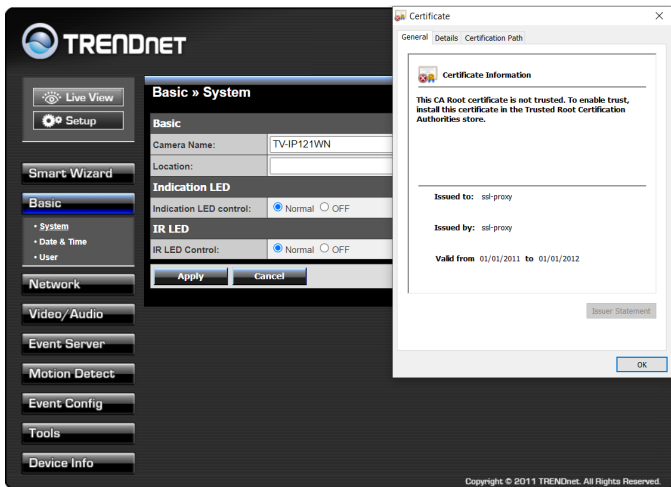 TRENDNET
Live View
Setup
Smart Wizard
Basic
• System
• Date & Time
• User
Network
Video/Audio
Event Server
Motion Detect
Event Config
Tools
Device Info
Basic » System
Basic
Camera Name: TV-IP121WN
Location:
Indication LED
Indication LED control: Normal OFF
IR LED
IR LED Control: Normal OFF
Apply Cancel
Certificate
General Details Certification Path
Certificate Information
This CA Root certificate is not trusted. To enable trust,
install this certificate in the Trusted Root Certification
Authorities store.
Issued to: ssl-proxy
Issued by: ssl-proxy
Valid from 01/01/2011 to 01/01/2012
Issuer Statement
OK
Copyright © 2011 TRENDnet. All Rights Reserved.